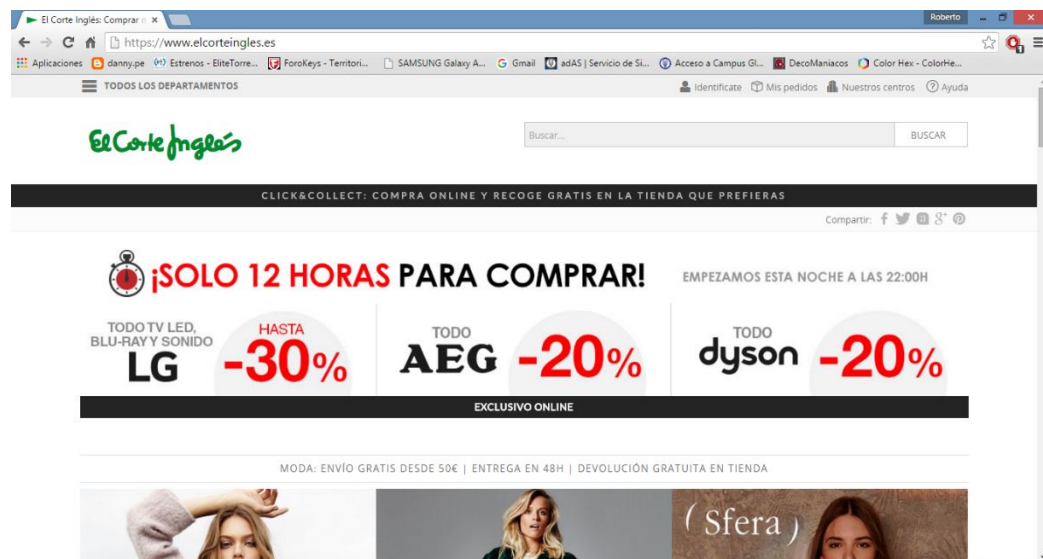 El Corte Inglés: Comprar
Roberto
https://www.elcorteingles.es
Aplicaciones danny.pe Estrenos - EliteTorre... ForoKeys - Territori... SAMSUNG Galaxy A... Gmail adAS | Servicio de Si... Acceso a Campus Gl... DecoManiacos Color Hex - ColorHe...
TODOS LOS DEPARTAMENTOS Identifícate Mis pedidos Nuestros centros Ayuda
El Corte Inglés
Buscar... BUSCAR
CLICK&COLLECT: COMPRA ONLINE Y RECOGE GRATIS EN LA TIENDA QUE PREFIERAS
Compartir:
¡SOLO 12 HORAS PARA COMPRAR! EMPEZAMOS ESTA NOCHE A LAS 22:00H
TODO TV LED,
BLU-RAY Y SONIDO
LG
HASTA
-30%
TODO
AEG
-20%
TODO
dyson
-20%
EXCLUSIVO ONLINE
MODA: ENVÍO GRATIS DESDE 50€ | ENTREGA EN 48H | DEVOLUCIÓN GRATUITA EN TIENDA
( Sfera )